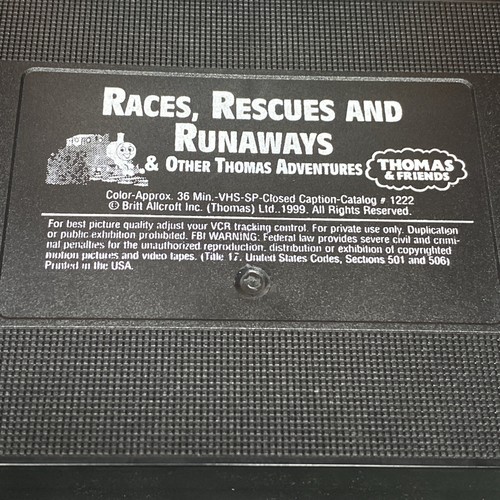 RACES, RESCUES AND
RUNAWAYS
& OTHER THOMAS ADVENTURES
THOMAS
& FRIENDS
Color-Approx. 36 Min.-VHS-SP-Closed Caption-Catalog # 1222
© Britt Allcroft Inc. (Thomas) Ltd..1999. All Rights Reserved.
For best picture quality adjust your VCR tracking control. For private use only. Duplication
or public exhibition prohibited. FBI WARNING: Federal law provides severe civil and crimi-
nal penalties for the unauthorized reproduction, distribution or exhibition of copyrighted
motion pictures and video tapes. (Title 17, United States Codes, Sections 501 and 506)
Printed in the USA.